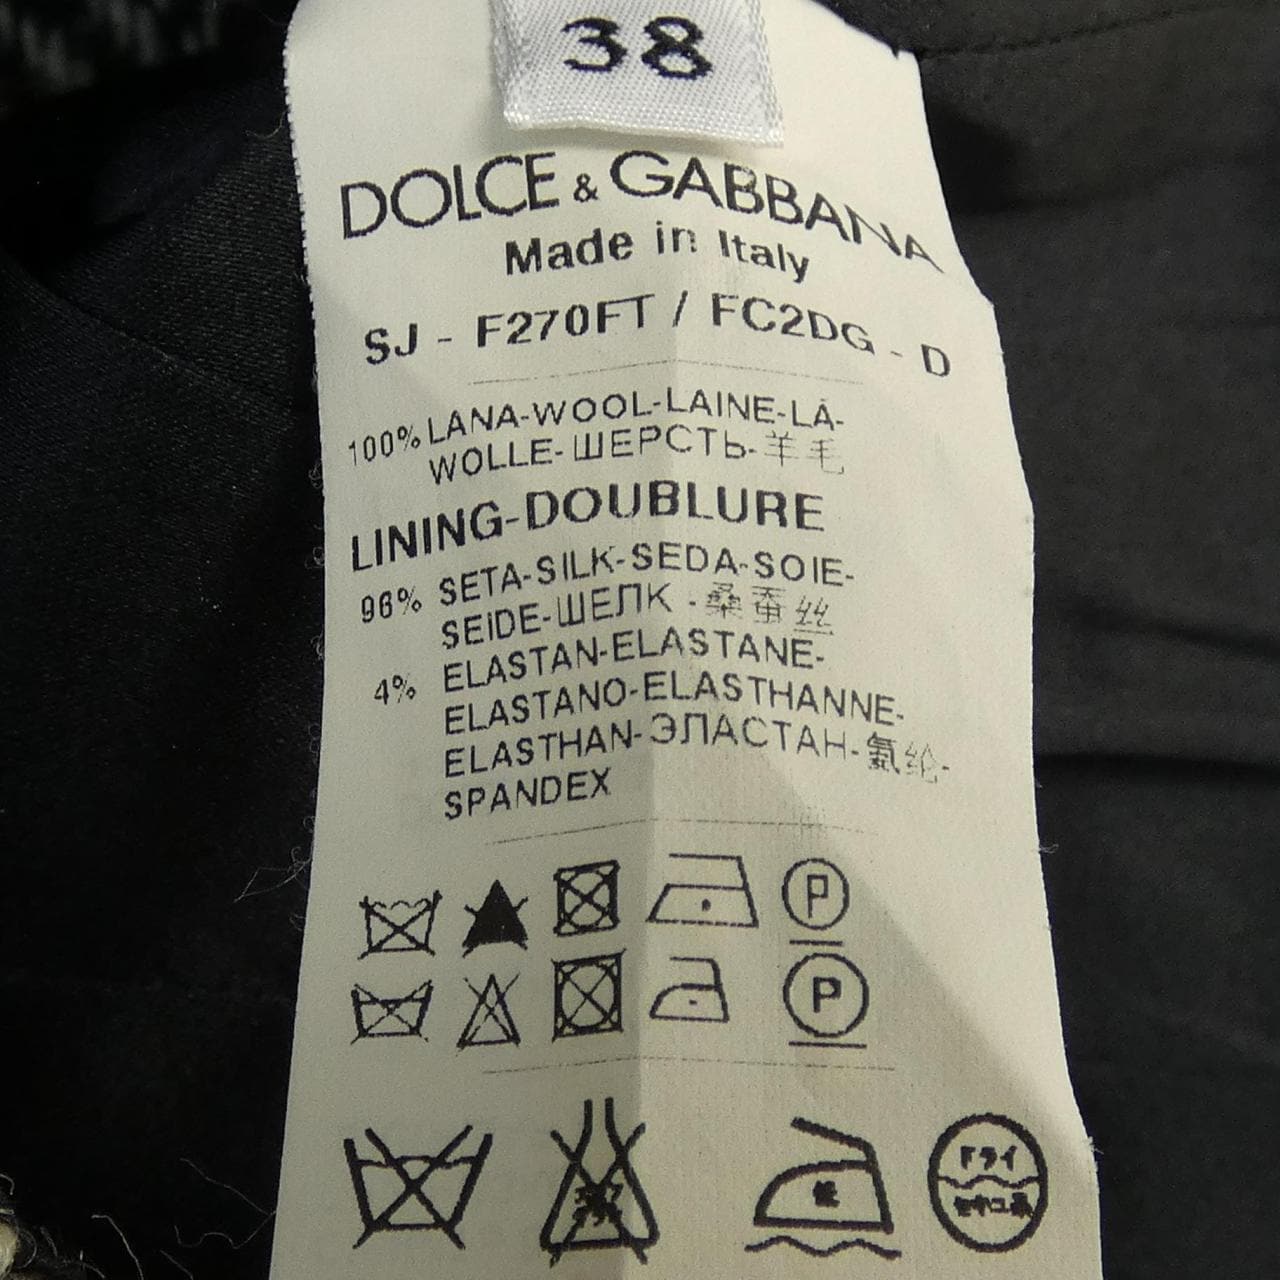 38
DOLCE & GABBANA
Made in Italy
SJ - F270FT / FC2DG - D
100% LANA-WOOL-LAINE-LÃ-
WOLLE-ШЕРСТЬ-羊毛
LINING-DOUBLURE
96% SETA-SILK-SEDA-SOIE-
SEIDE-ШЕЛК-桑蚕丝
4% ELASTAN-ELASTANE-
ELASTANO-ELASTHANNE-
ELASTHAN-ЭЛАСТАН-氨纶-
SPANDEX
P
P
低
ドライ